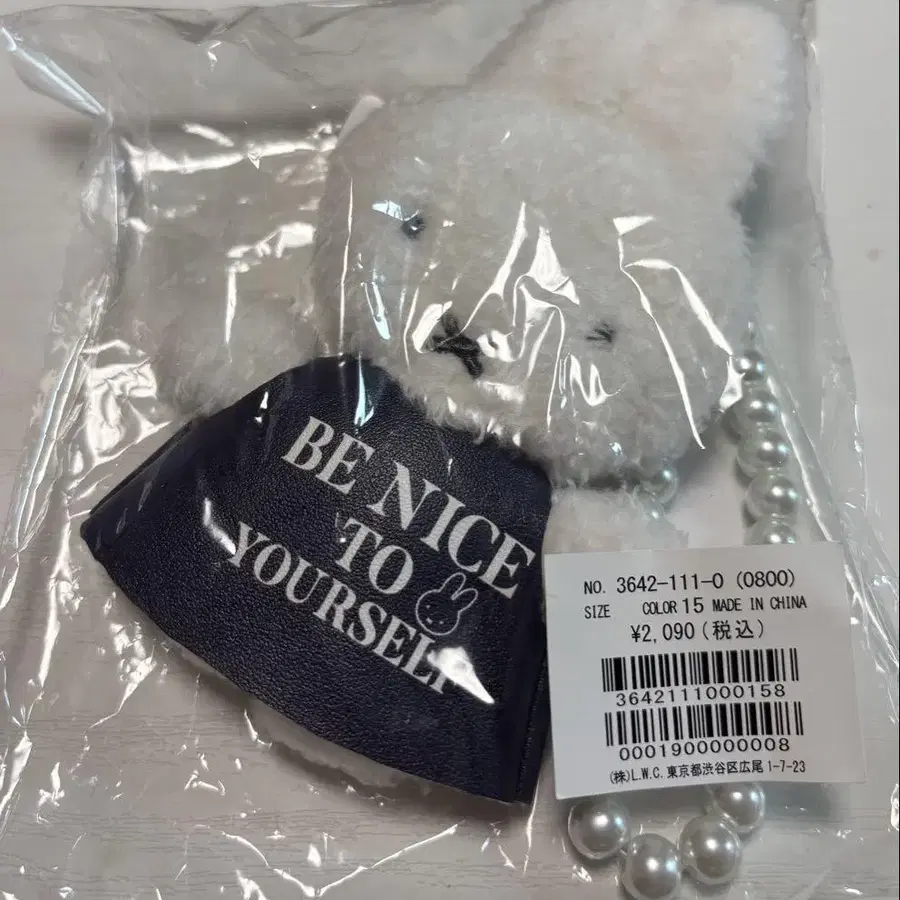 BE NICE
TO
YOURSELF
NO. 3642-111-0 (0800)
SIZE COLOR 15 MADE IN CHINA
¥2,090(税込)
3642111000158
0001900000008
(株)L.W.C.東京都渋谷区広尾1-7-23